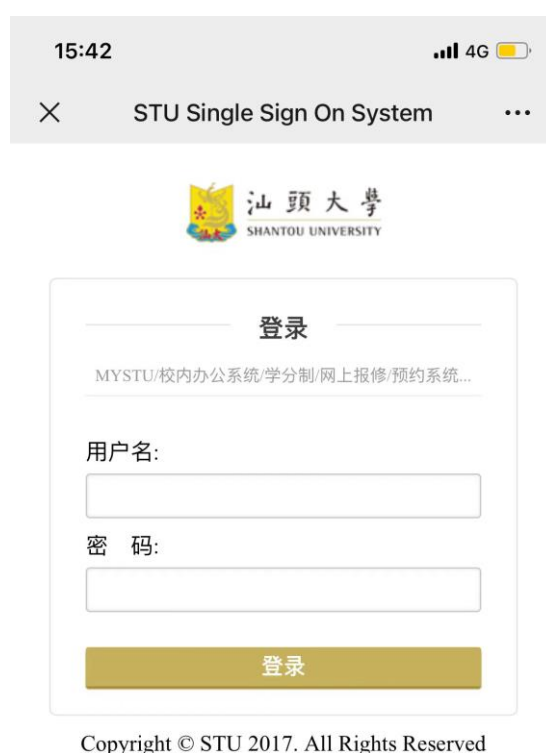 15:42 4G
STU Single Sign On System
汕頭大學
SHANTOU UNIVERSITY
登录
MYSTU/校内办公系统/学分制/网上报修/预约系统...
用户名:
密 码:
登录
Copyright © STU 2017. All Rights Reserved